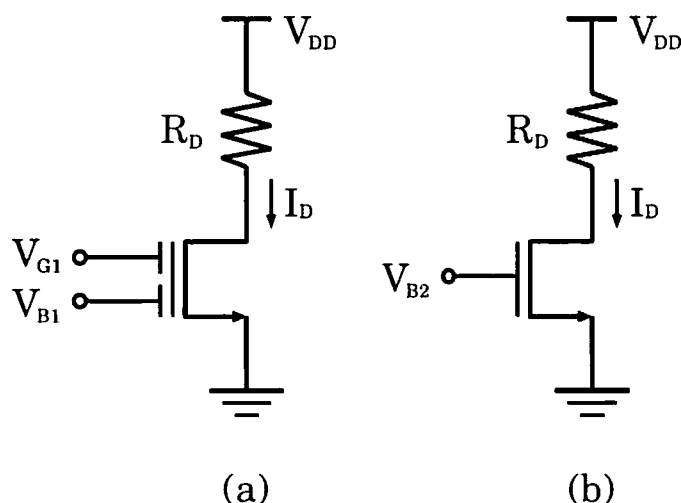 V_DD V_DD
R_D R_D
I_D I_D
V_G1
V_B1 V_B2
(a) (b)